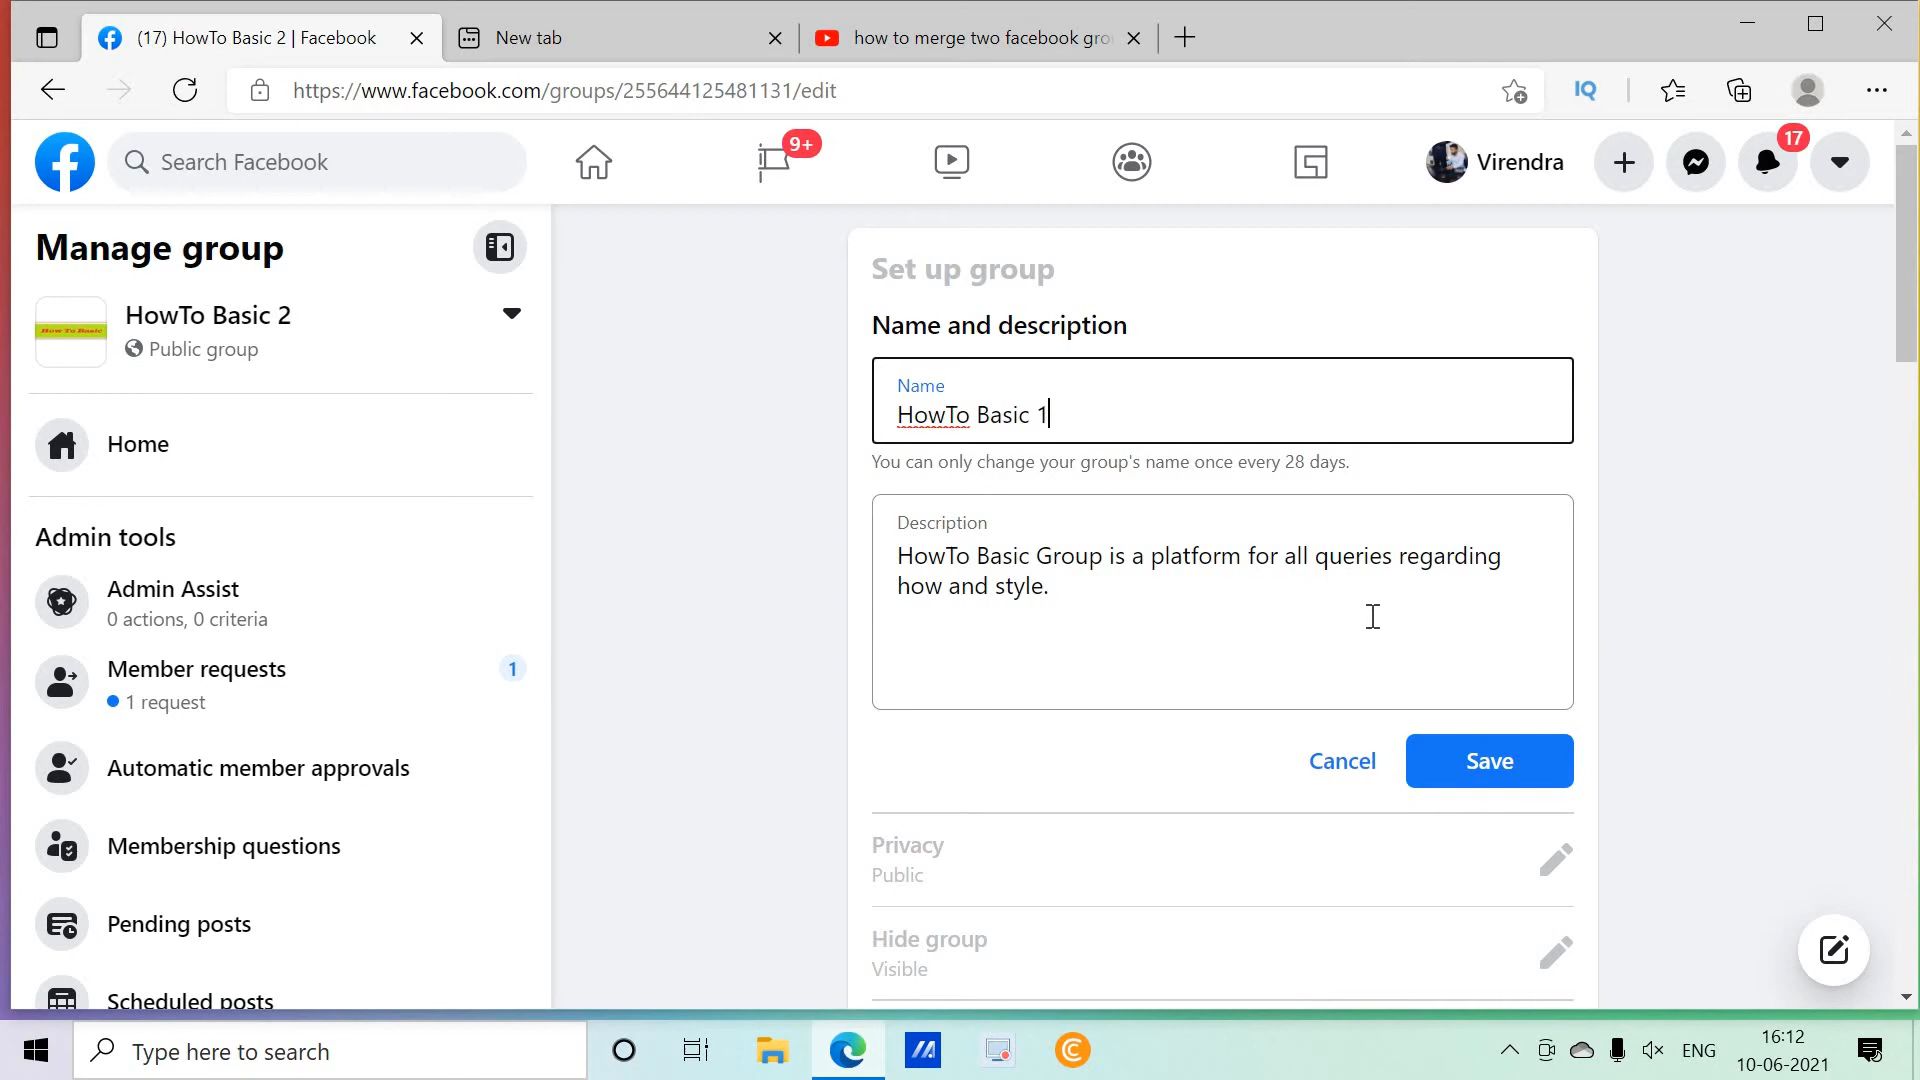 (17) HowTo Basic 2 | Facebook
New tab
how to merge two facebook gro
https://www.facebook.com/groups/255644125481131/edit
IQ
Search Facebook
9+
Virendra
17
Manage group
HowTo Basic 2
Public group
Home
Admin tools
Admin Assist
0 actions, 0 criteria
Member requests
1
1 request
Automatic member approvals
Membership questions
Pending posts
Scheduled posts
Set up group
Name and description
Name
HowTo Basic 1
You can only change your group's name once every 28 days.
Description
HowTo Basic Group is a platform for all queries regarding
how and style.
Cancel
Save
Privacy
Public
Hide group
Visible
How To Basic
Type here to search
ENG
16:12
10-06-2021